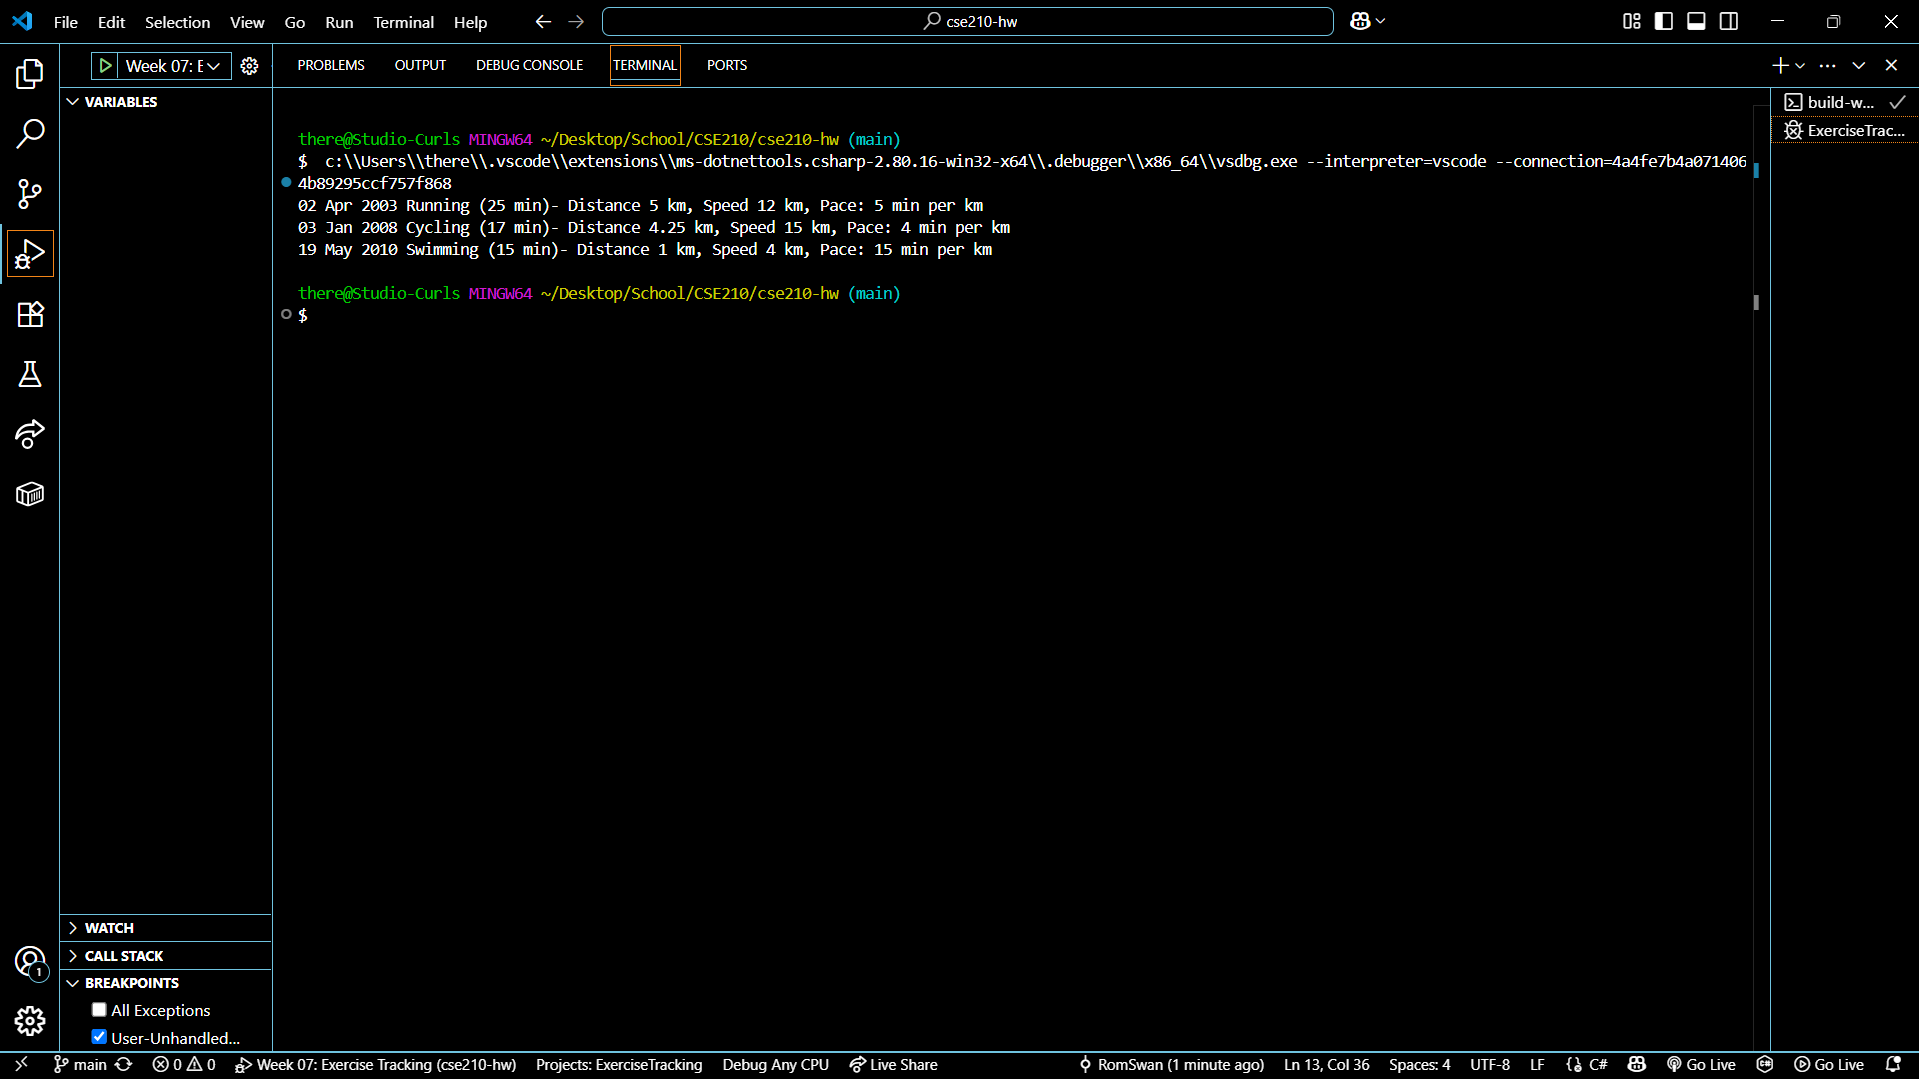 File Edit Selection View Go Run Terminal Help
cse210-hw
Week 07: E
PROBLEMS OUTPUT DEBUG CONSOLE TERMINAL PORTS
VARIABLES
there@Studio-Curls MINGW64 ~/Desktop/School/CSE210/cse210-hw (main)
$  c:\\Users\\there\\.vscode\\extensions\\ms-dotnettools.csharp-2.80.16-win32-x64\\.debugger\\x86_64\\vsdbg.exe --interpreter=vscode --connection=4a4fe7b4a071406
4b89295ccf757f868
02 Apr 2003 Running (25 min)- Distance 5 km, Speed 12 km, Pace: 5 min per km
03 Jan 2008 Cycling (17 min)- Distance 4.25 km, Speed 15 km, Pace: 4 min per km
19 May 2010 Swimming (15 min)- Distance 1 km, Speed 4 km, Pace: 15 min per km
there@Studio-Curls MINGW64 ~/Desktop/School/CSE210/cse210-hw (main)
$
build-w...
ExerciseTrac...
WATCH
CALL STACK
BREAKPOINTS
All Exceptions
User-Unhandled...
1
main 0 0 Week 07: Exercise Tracking (cse210-hw) Projects: ExerciseTracking Debug Any CPU Live Share RomSwan (1 minute ago) Ln 13, Col 36 Spaces: 4 UTF-8 LF C# Go Live Go Live